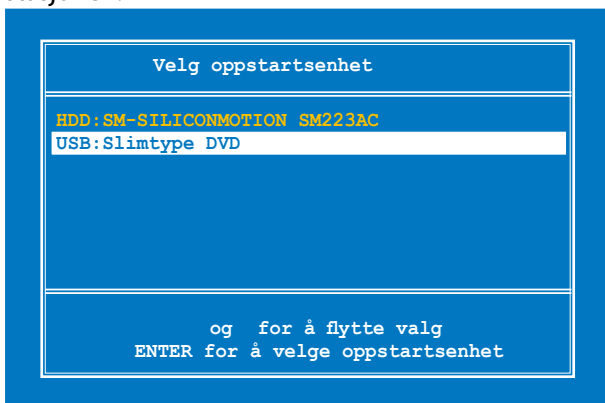 Velg oppstartsenhet
HDD:SM-SILICONMOTION SM223AC
USB:Slimtype DVD
og for å flytte valg
ENTER for å velge oppstartsenhet